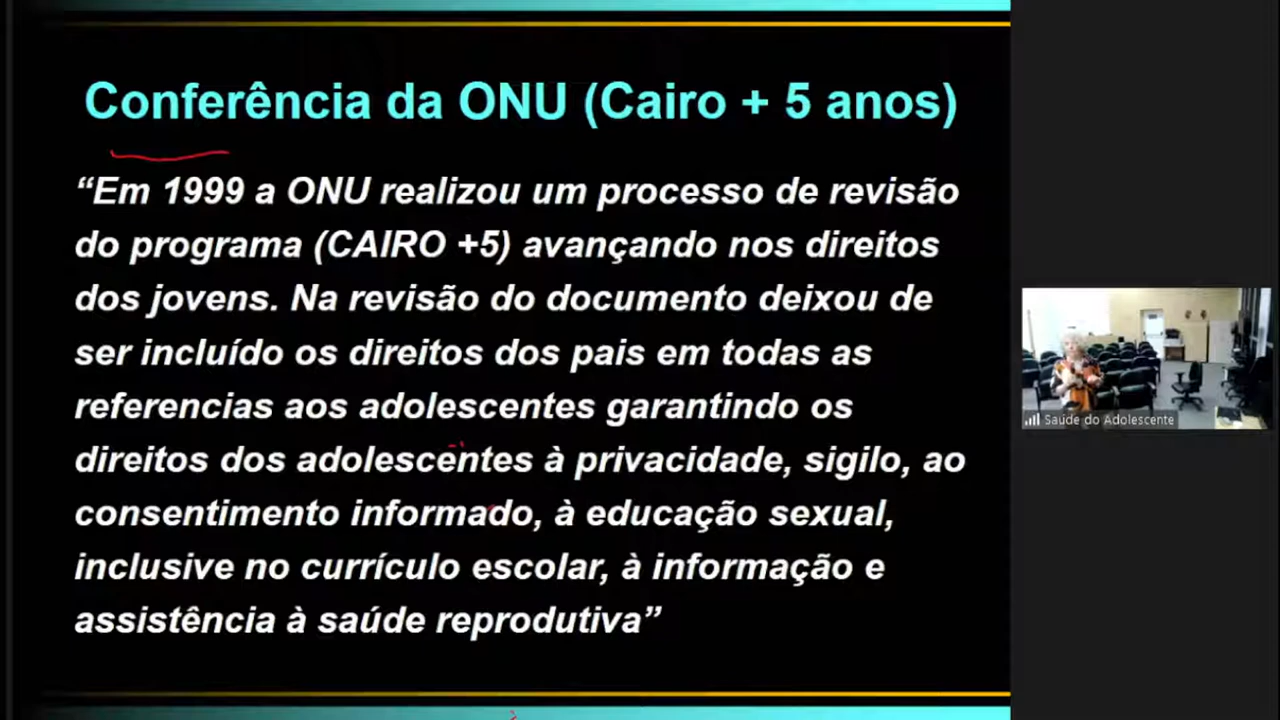 Conferência da ONU (Cairo + 5 anos)
“Em 1999 a ONU realizou um processo de revisão
do programa (CAIRO +5) avançando nos direitos
dos jovens. Na revisão do documento deixou de
ser incluído os direitos dos pais em todas as
referencias aos adolescentes garantindo os
direitos dos adolescentes à privacidade, sigilo, ao
consentimento informado, à educação sexual,
inclusive no currículo escolar, à informação e
assistência à saúde reprodutiva”
Saúde do Adolescente